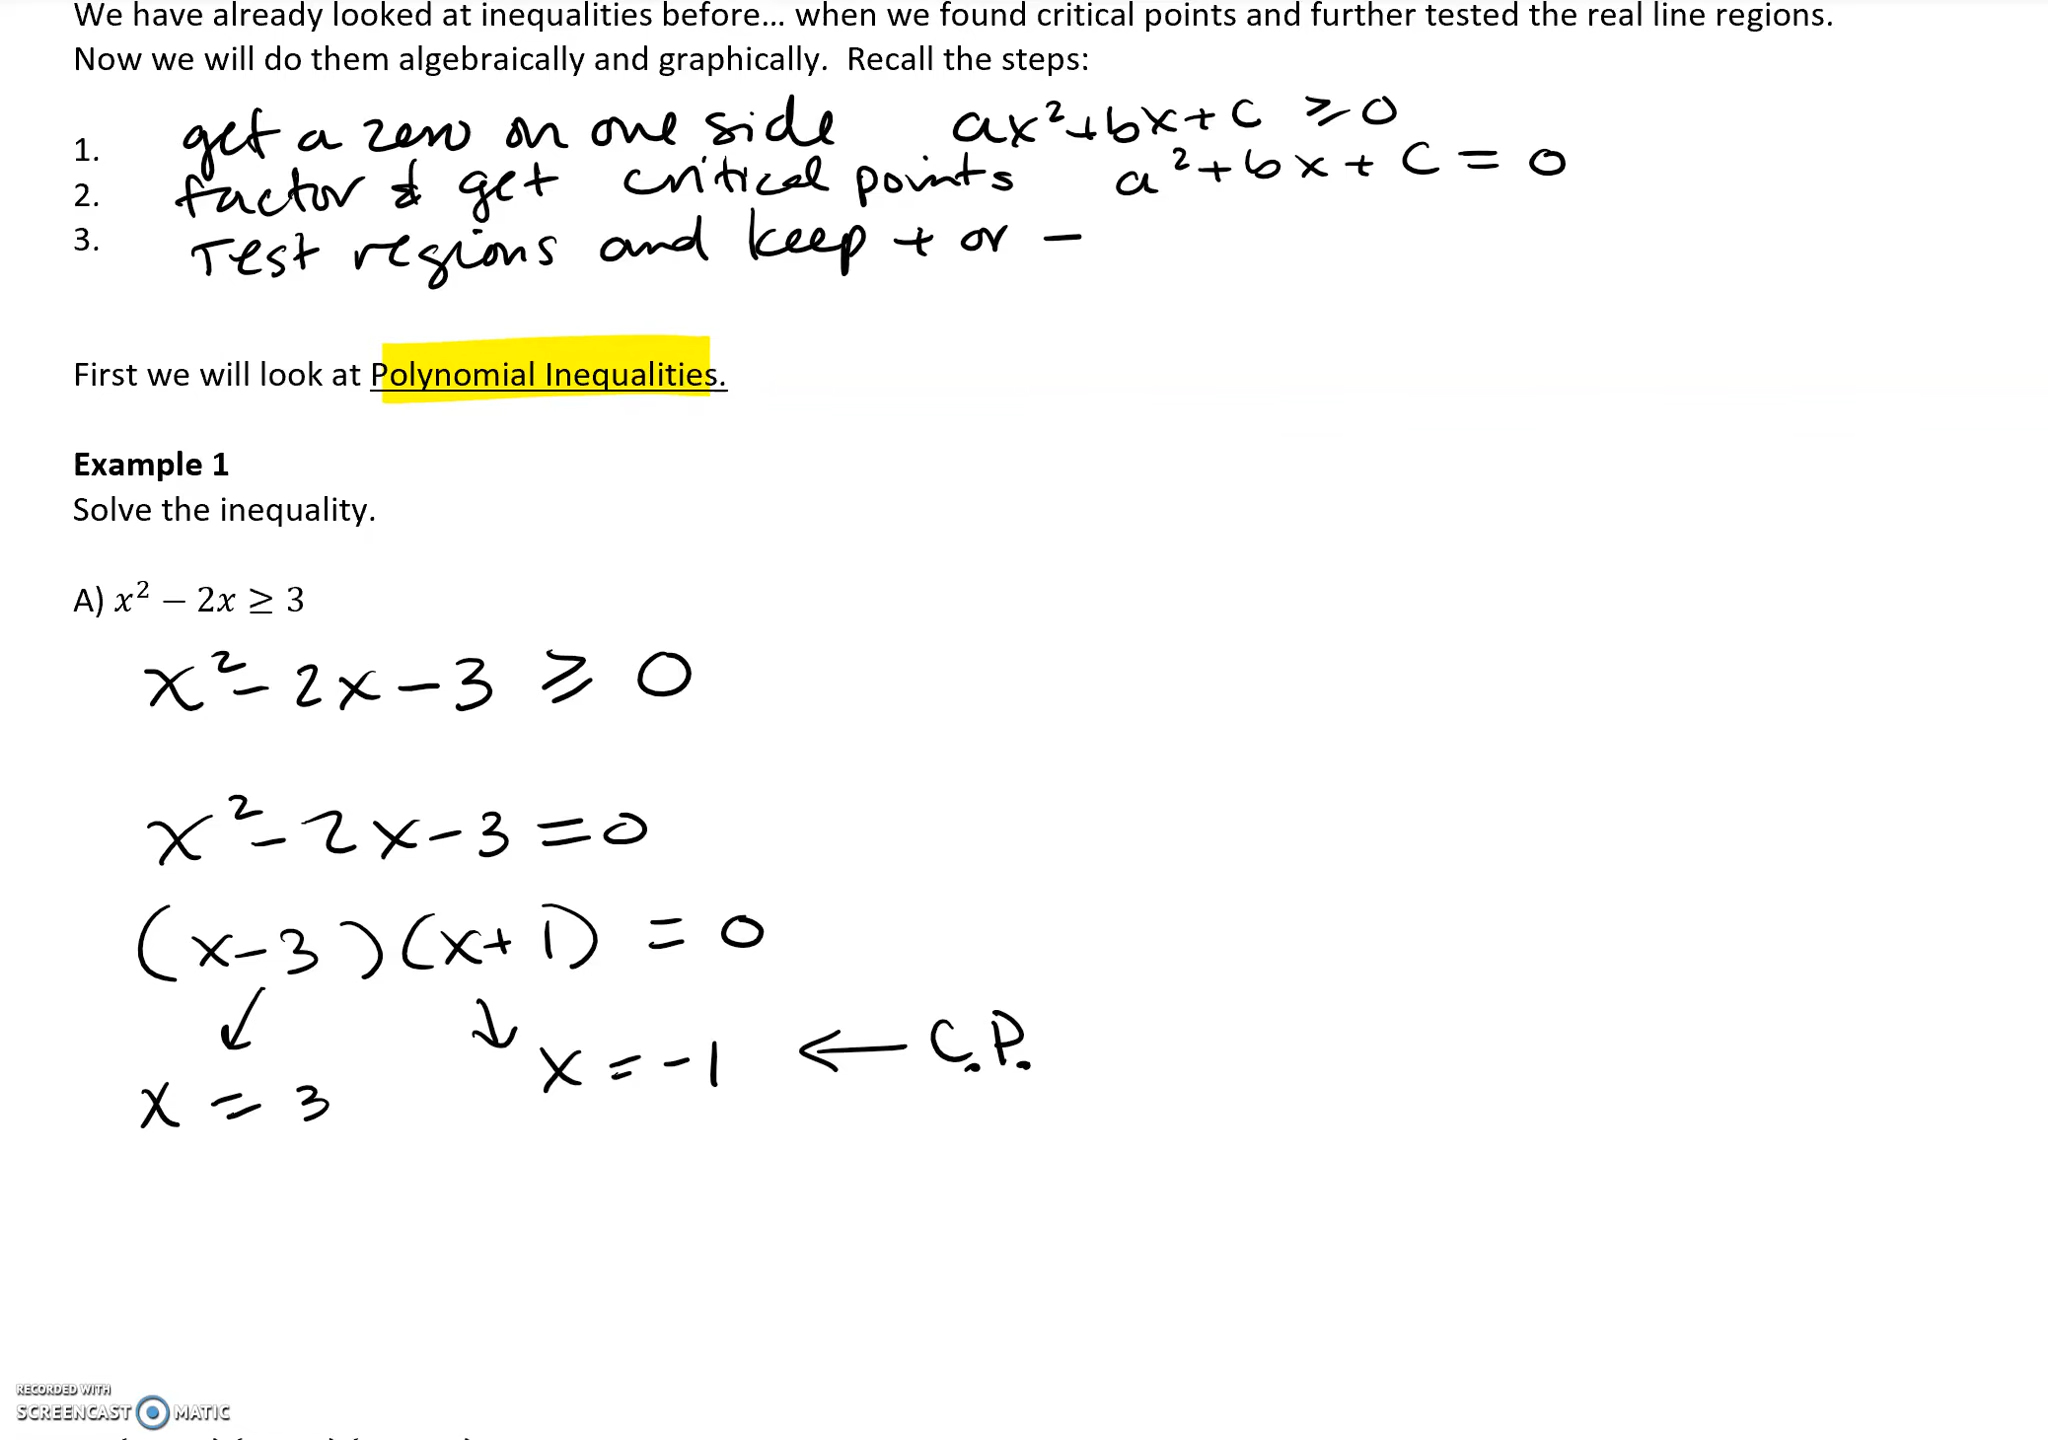 We have already looked at inequalities before... when we found critical points and further tested the real line regions.
Now we will do them algebraically and graphically. Recall the steps:
1. get a zero on one side ax²+bx+c ≥0
2. factor & get critical points a²+bx+c=0
3. Test regions and keep + or −
First we will look at Polynomial Inequalities.
Example 1
Solve the inequality.
A) x² − 2x ≥ 3
x²−2x−3 ≥ 0
x²−2x−3=0
(x−3)(x+1) = 0
↙ ↓
x = 3 x = −1 ← C.P.
RECORDED WITH
SCREENCAST MATIC